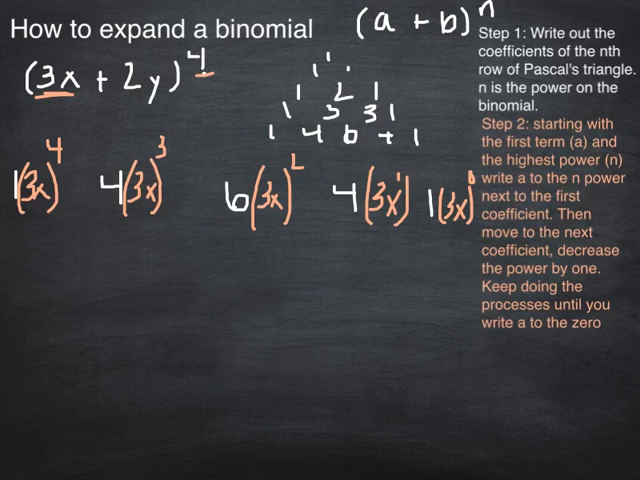 How to expand a binomial
(a + b)^n
(3x + 2y)^4
1 1
1 2 1
1 3 3 1
1 4 6 4 1
1(3x)^4 4(3x)^3 6(3x)^2 4(3x)^1 1(3x)^0
Step 1: Write out the
coefficients of the nth
row of Pascal's triangle.
n is the power on the
binomial.
Step 2: starting with
the first term (a) and
the highest power (n)
write a to the n power
next to the first
coefficient. Then
move to the next
coefficient, decrease
the power by one.
Keep doing the
processes until you
write a to the zero